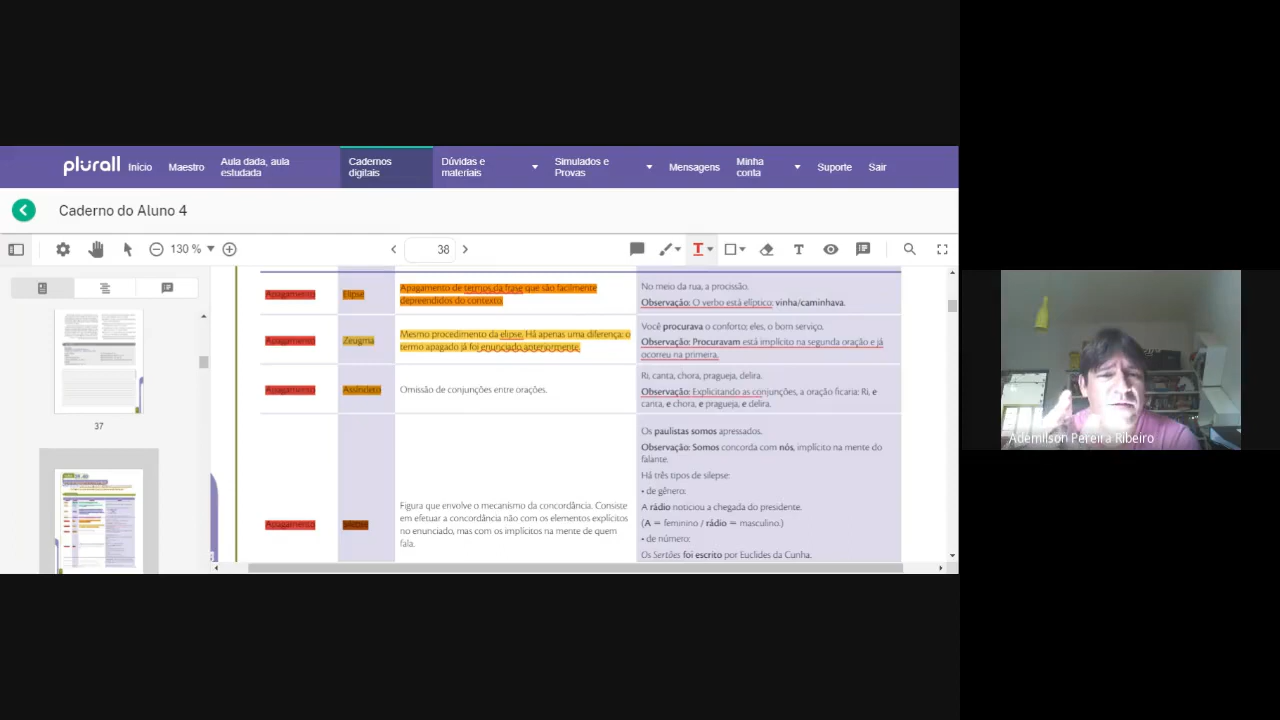 plurall
Início
Maestro
Aula dada, aula
estudada
Cadernos
digitais
Dúvidas e
materiais
Simulados e
Provas
Mensagens
Minha
conta
Suporte
Sair
Caderno do Aluno 4
130 %
38
37
Apagamento
Elipse
Apagamento de termos da frase que são facilmente
depreendidos do contexto.
No meio da rua, a procissão.
Observação: O verbo está elíptico: vinha/caminhava.
Apagamento
Zeugma
Mesmo procedimento da elipse. Há apenas uma diferença: o
termo apagado já foi enunciado anteriormente.
Você procurava o conforto; eles, o bom serviço.
Observação: Procuravam está implícito na segunda oração e já
ocorreu na primeira.
Apagamento
Assíndeto
Omissão de conjunções entre orações.
Ri, canta, chora, pragueja, delira.
Observação: Explicitando as conjunções, a oração ficaria: Ri, e
canta, e chora, e pragueja, e delira.
Apagamento
Silepse
Figura que envolve o mecanismo da concordância. Consiste
em efetuar a concordância não com os elementos explícitos
no enunciado, mas com os implícitos na mente de quem
fala.
Os paulistas somos apressados.
Observação: Somos concorda com nós, implícito na mente do
falante.
Há três tipos de silepse:
• de gênero:
A rádio noticiou a chegada do presidente.
(A = feminino / rádio = masculino.)
• de número:
Os Sertões foi escrito por Euclides da Cunha.
Ademilson Pereira Ribeiro